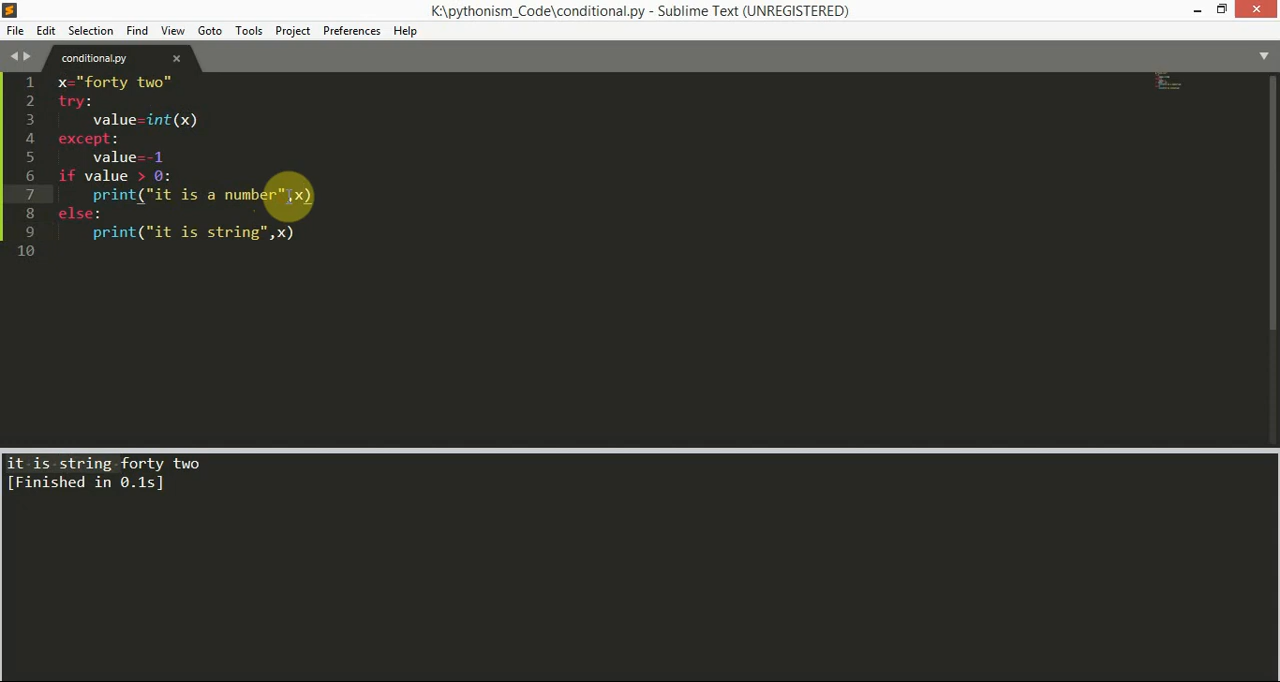 K:\pythonism_Code\conditional.py - Sublime Text (UNREGISTERED)
File Edit Selection Find View Goto Tools Project Preferences Help
conditional.py
1 x="forty two"
2 try:
3 value=int(x)
4 except:
5 value=-1
6 if value > 0:
7 print("it is a number",x)
8 else:
9 print("it is string",x)
10
it is string forty two
[Finished in 0.1s]